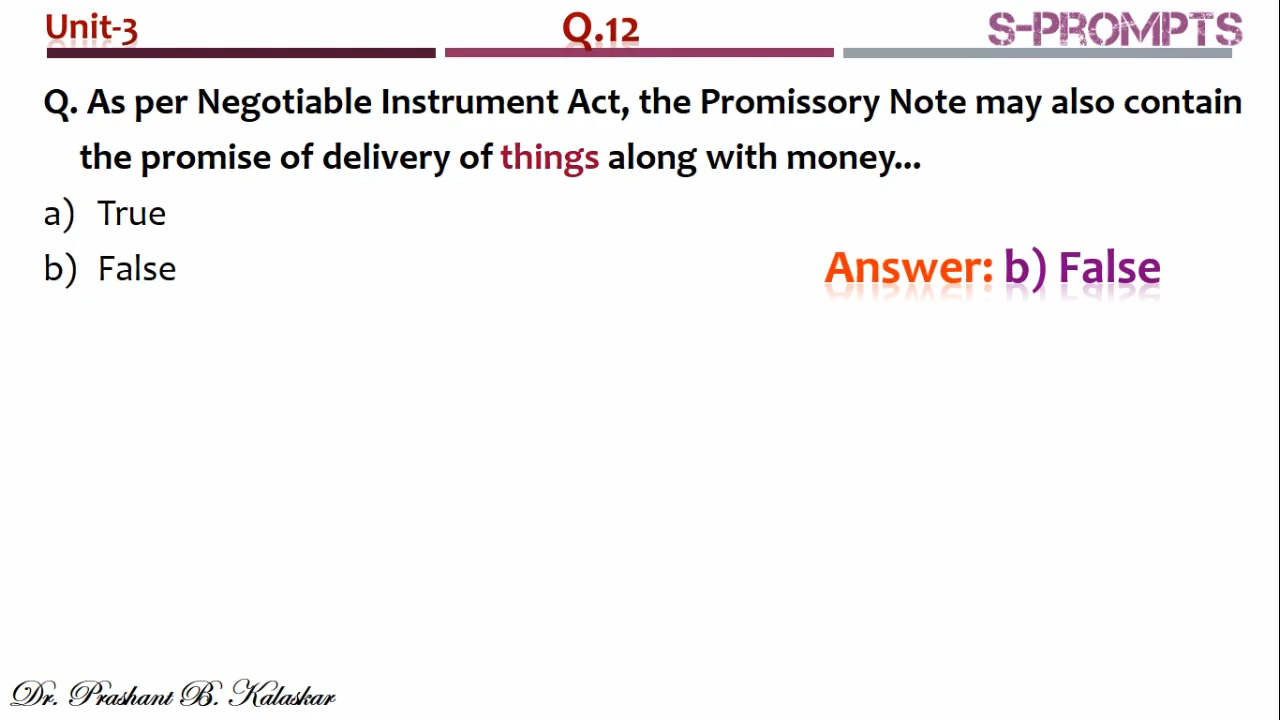 Unit-3
Q.12
S-PROMPTS
Q. As per Negotiable Instrument Act, the Promissory Note may also contain
the promise of delivery of things along with money...
a) True
b) False
Answer: b) False
Dr. Prashant B. Kalaskar